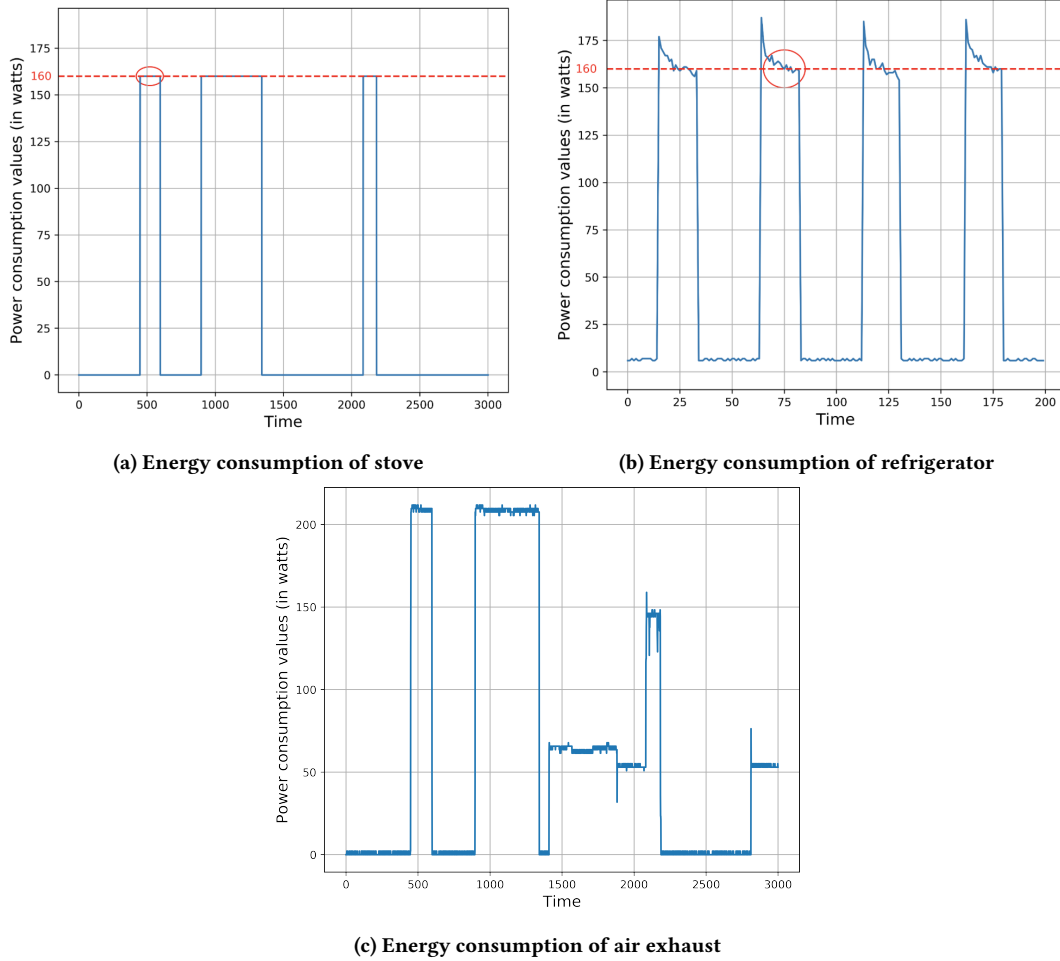 Power consumption values (in watts)
175
160
150
125
100
75
50
25
0
0 500 1000 1500 2000 2500 3000
Time
(a) Energy consumption of stove
Power consumption values (in watts)
175
160
150
125
100
75
50
25
0
0 25 50 75 100 125 150 175 200
Time
(b) Energy consumption of refrigerator
Power consumption values (in watts)
200
150
100
50
0
0 500 1000 1500 2000 2500 3000
Time
(c) Energy consumption of air exhaust